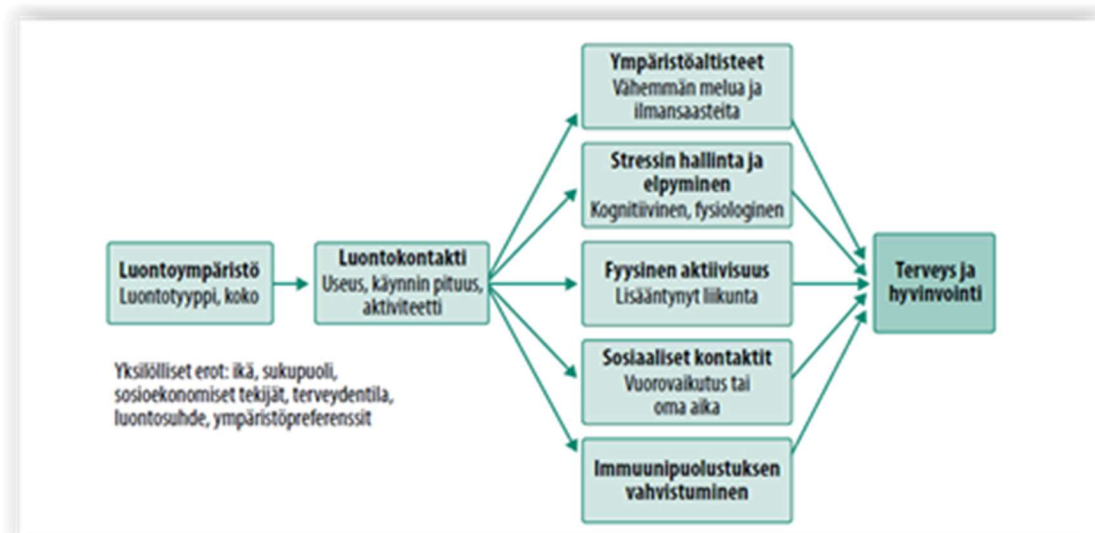 Ympäristöaltisteet
Vähemmän melua ja
ilmansaasteita
Stressin hallinta ja
elpyminen
Kognitiivinen, fysiologinen
Luontoympäristö
Luontotyyppi, koko
Luontokontakti
Useus, käynnin pituus,
aktiviteetti
Fyysinen aktiivisuus
Lisääntynyt liikunta
Terveys ja
hyvinvointi
Yksilölliset erot: ikä, sukupuoli,
sosioekonomiset tekijät, terveydentila,
luontosuhde, ympäristöpreferenssit
Sosiaaliset kontaktit
Vuorovaikutus tai
oma aika
Immuunipuolustuksen
vahvistuminen